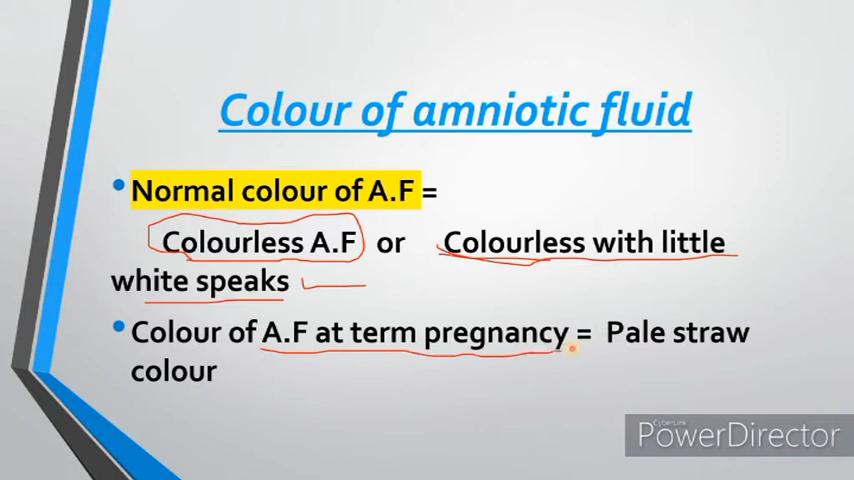 Colour of amniotic fluid
• Normal colour of A.F =
Colourless A.F or Colourless with little
white speaks
• Colour of A.F at term pregnancy = Pale straw
colour
CyberLink
PowerDirector